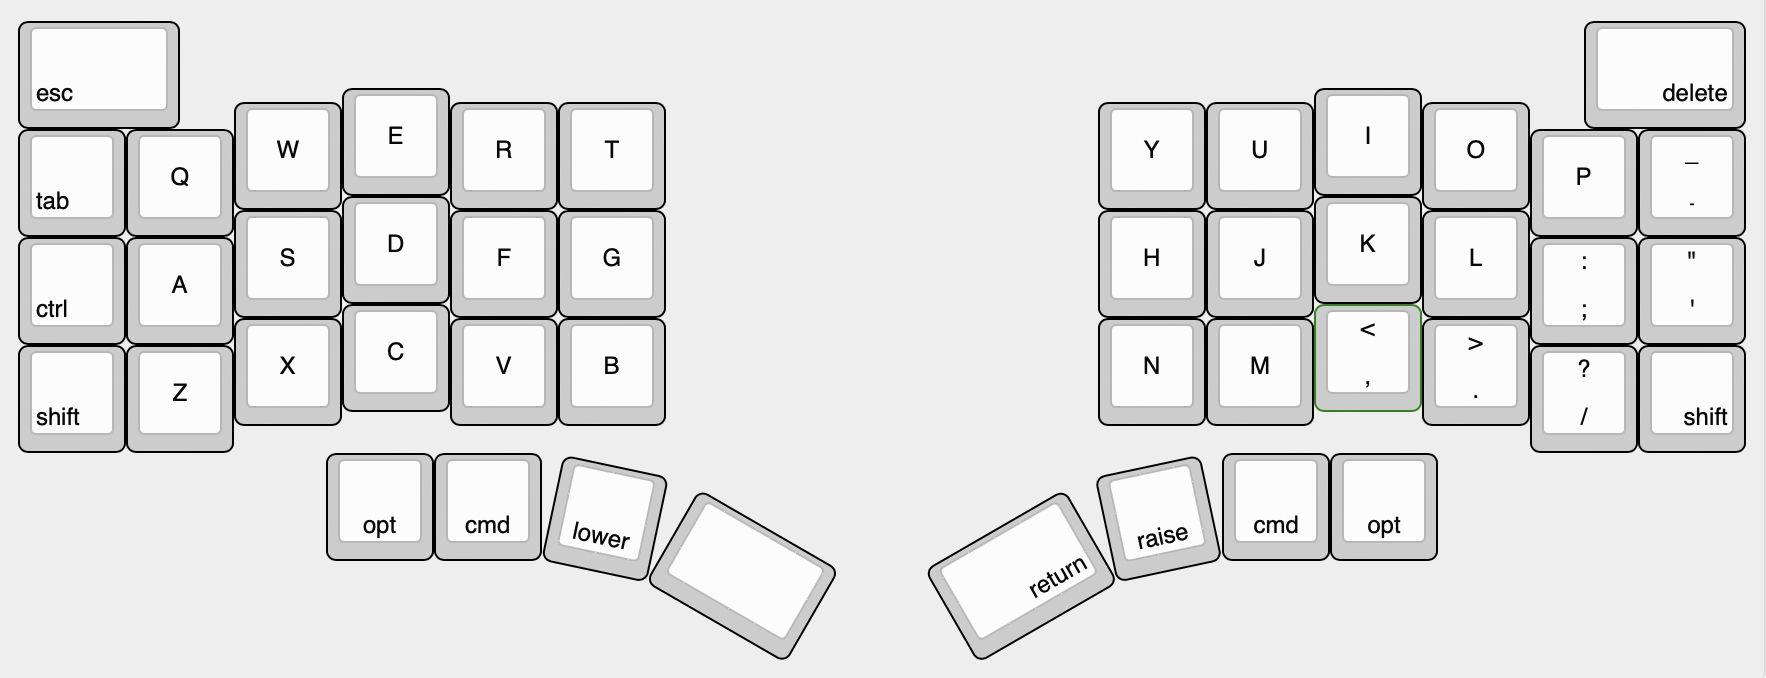 esc
delete
W E R T
Y U I O
tab Q
P _
-
S D F G
H J K L
ctrl A
: "
; '
X C V B
N M < >
, .
shift Z
? shift
/
opt cmd lower
return raise cmd opt